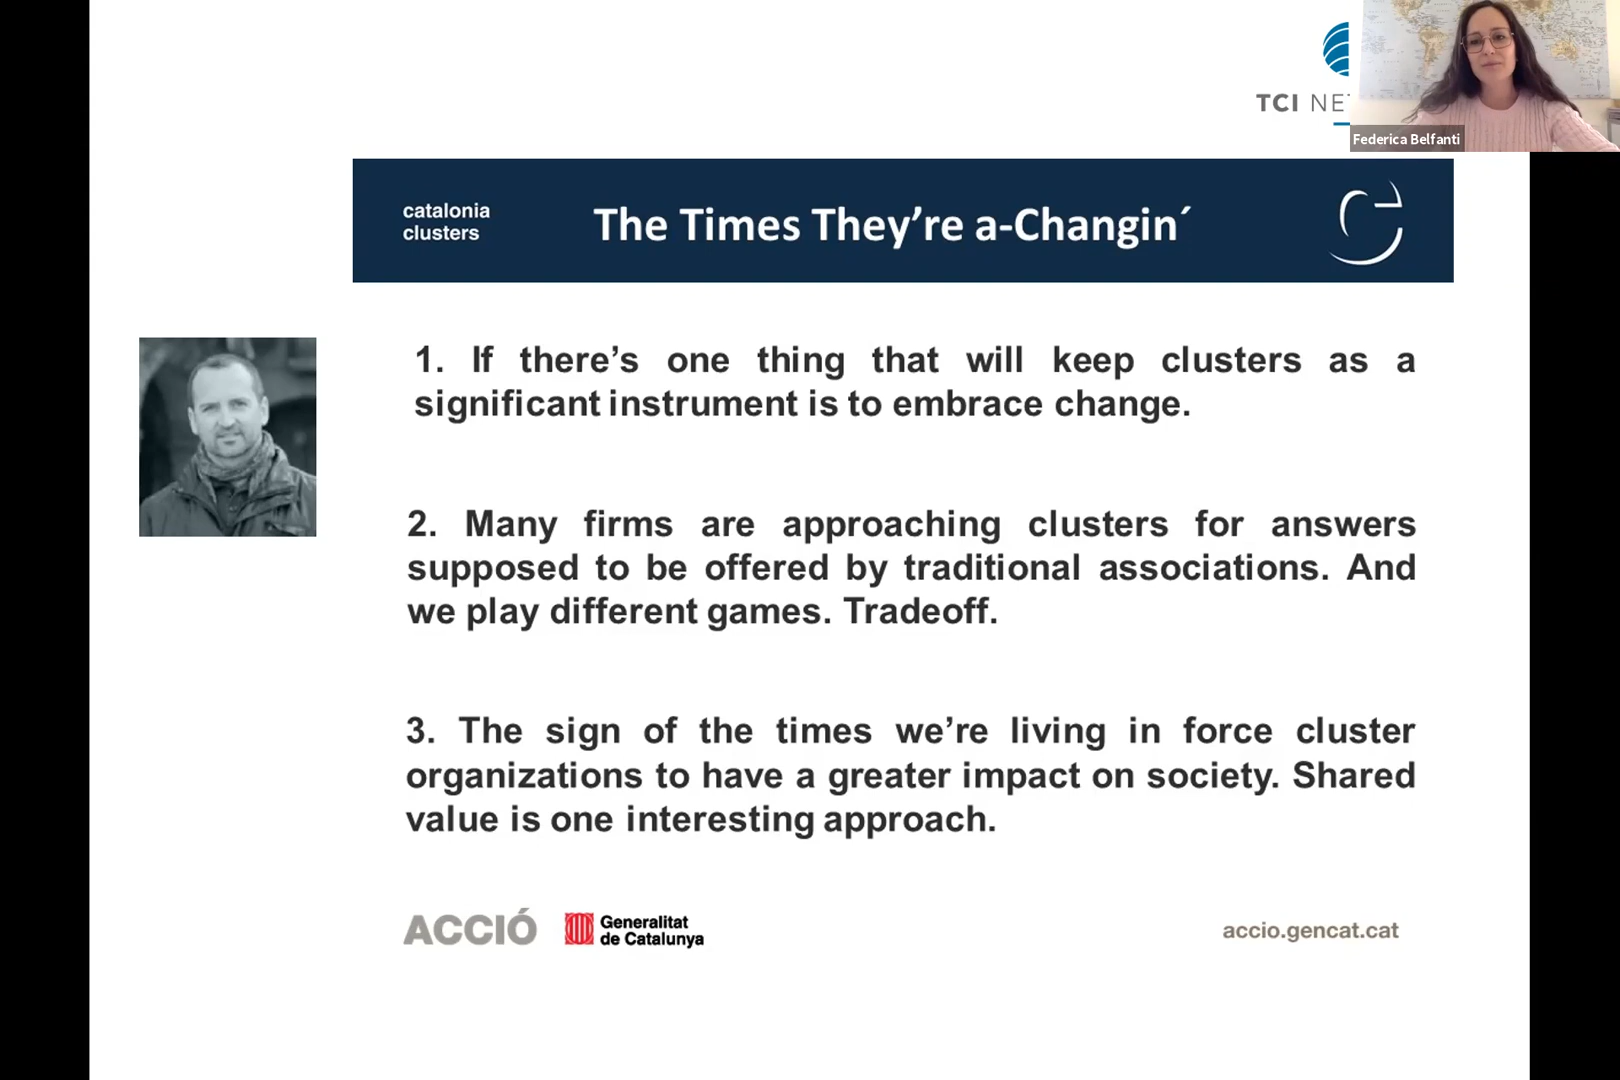 TCI NE
Federica Belfanti
catalonia
clusters
The Times They’re a-Changin´
1. If there’s one thing that will keep clusters as a
significant instrument is to embrace change.
2. Many firms are approaching clusters for answers
supposed to be offered by traditional associations. And
we play different games. Tradeoff.
3. The sign of the times we’re living in force cluster
organizations to have a greater impact on society. Shared
value is one interesting approach.
ACCIÓ
Generalitat
de Catalunya
accio.gencat.cat